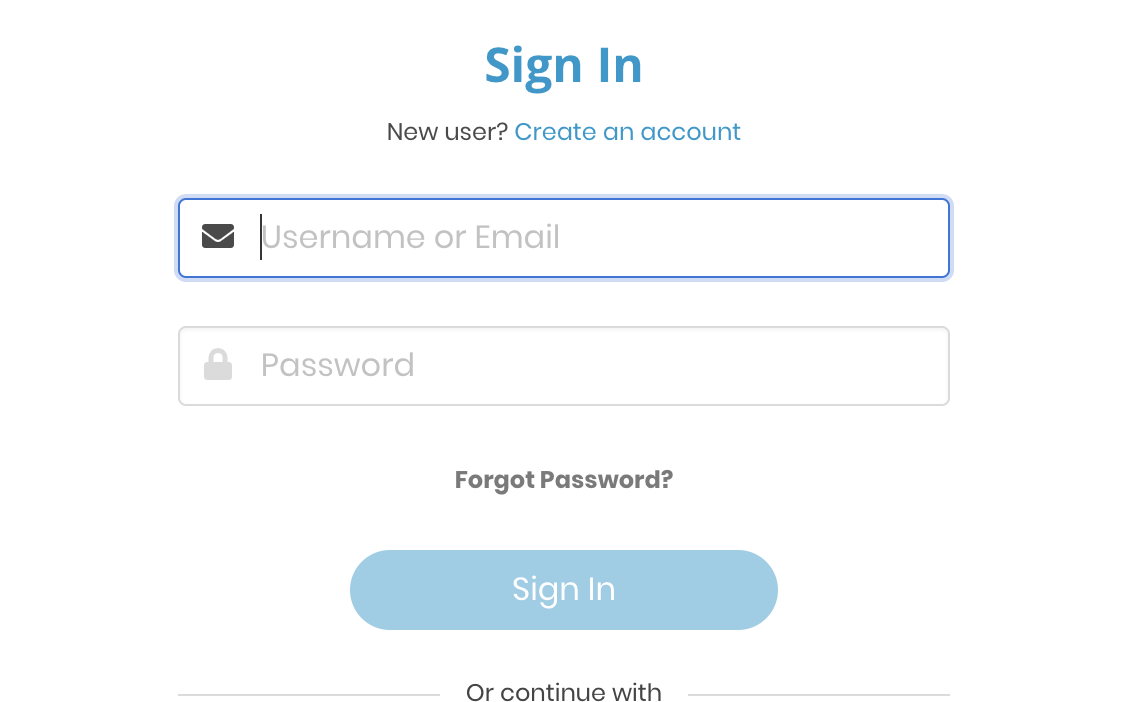 Sign In
New user? Create an account
Username or Email
Password
Forgot Password?
Sign In
Or continue with